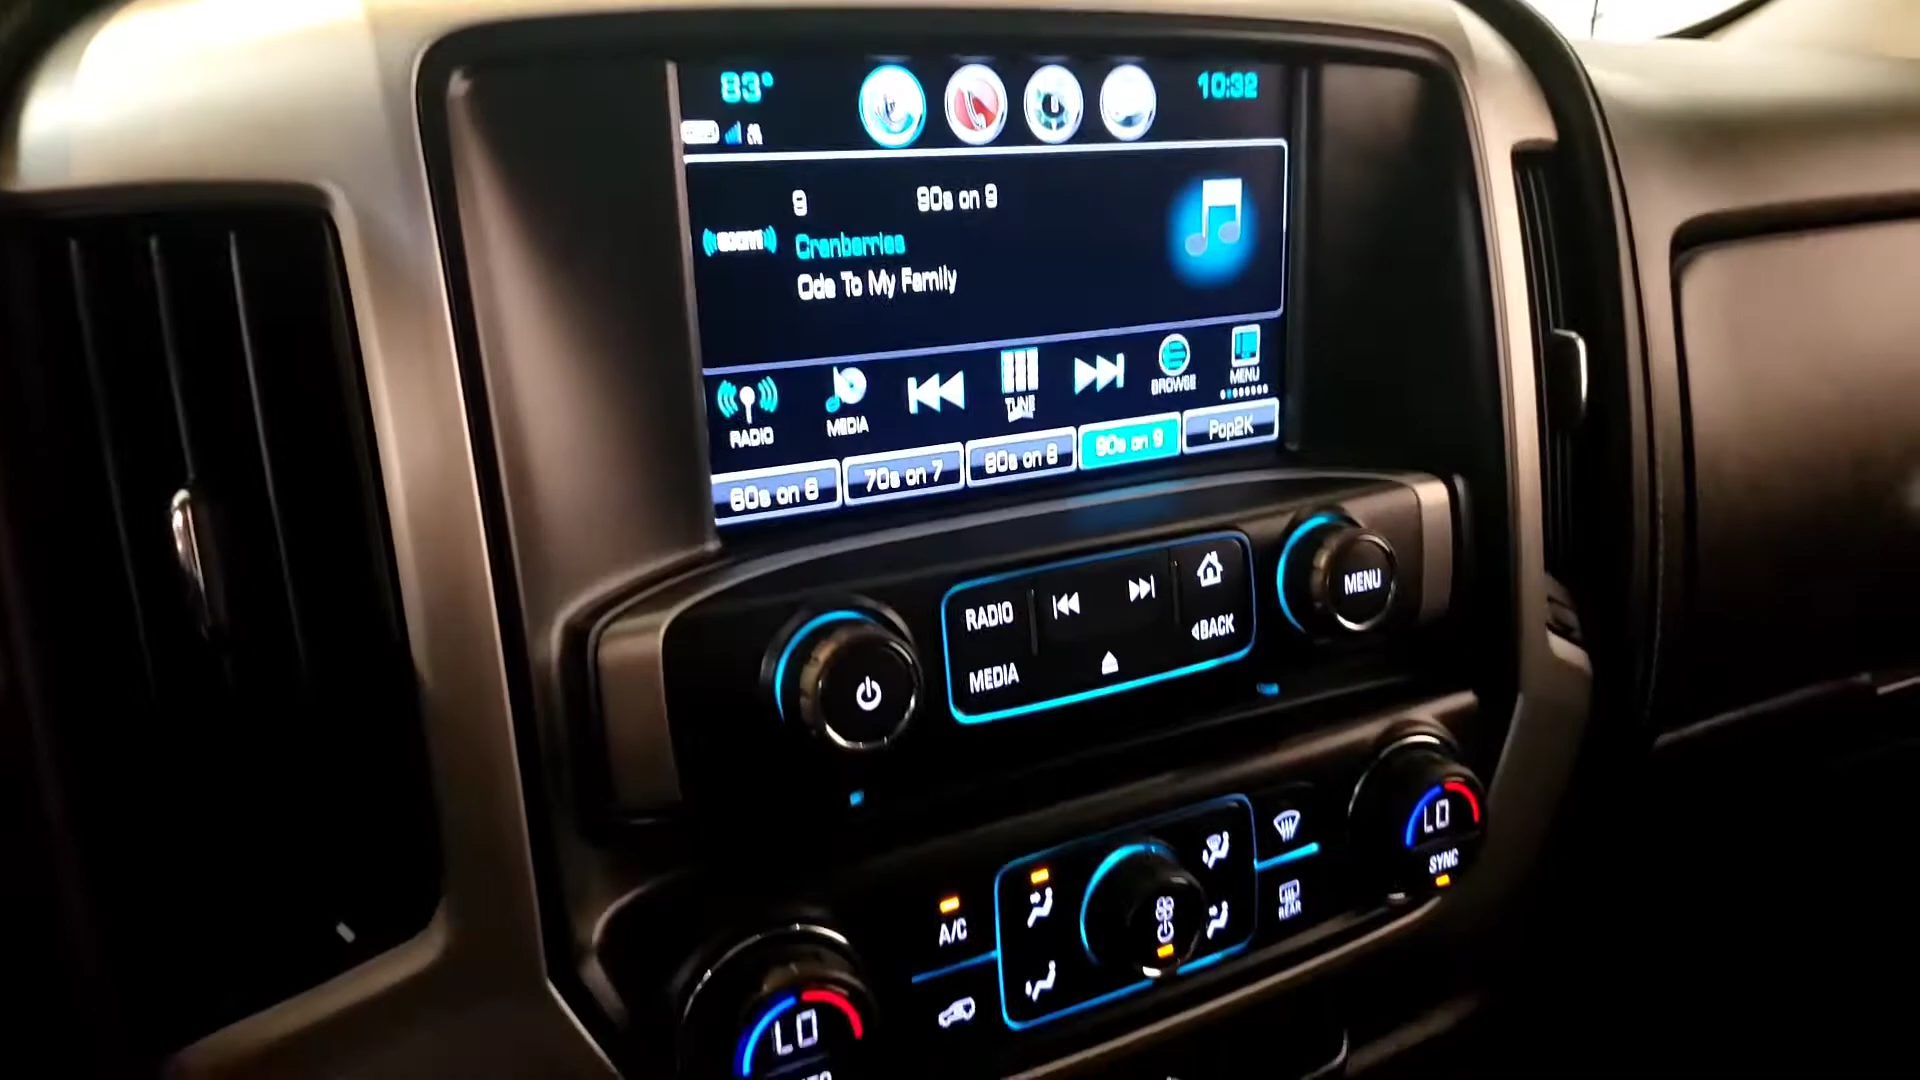 83° 10:32
9 90s on 9
((SXM))
Cranberries
Ode To My Family
RADIO MEDIA TUNE BROWSE MENU
60s on 6 70s on 7 80s on 8 90s on 9 Pop2K
RADIO
MENU
BACK
MEDIA
LO
SYNC
A/C
REAR
LO